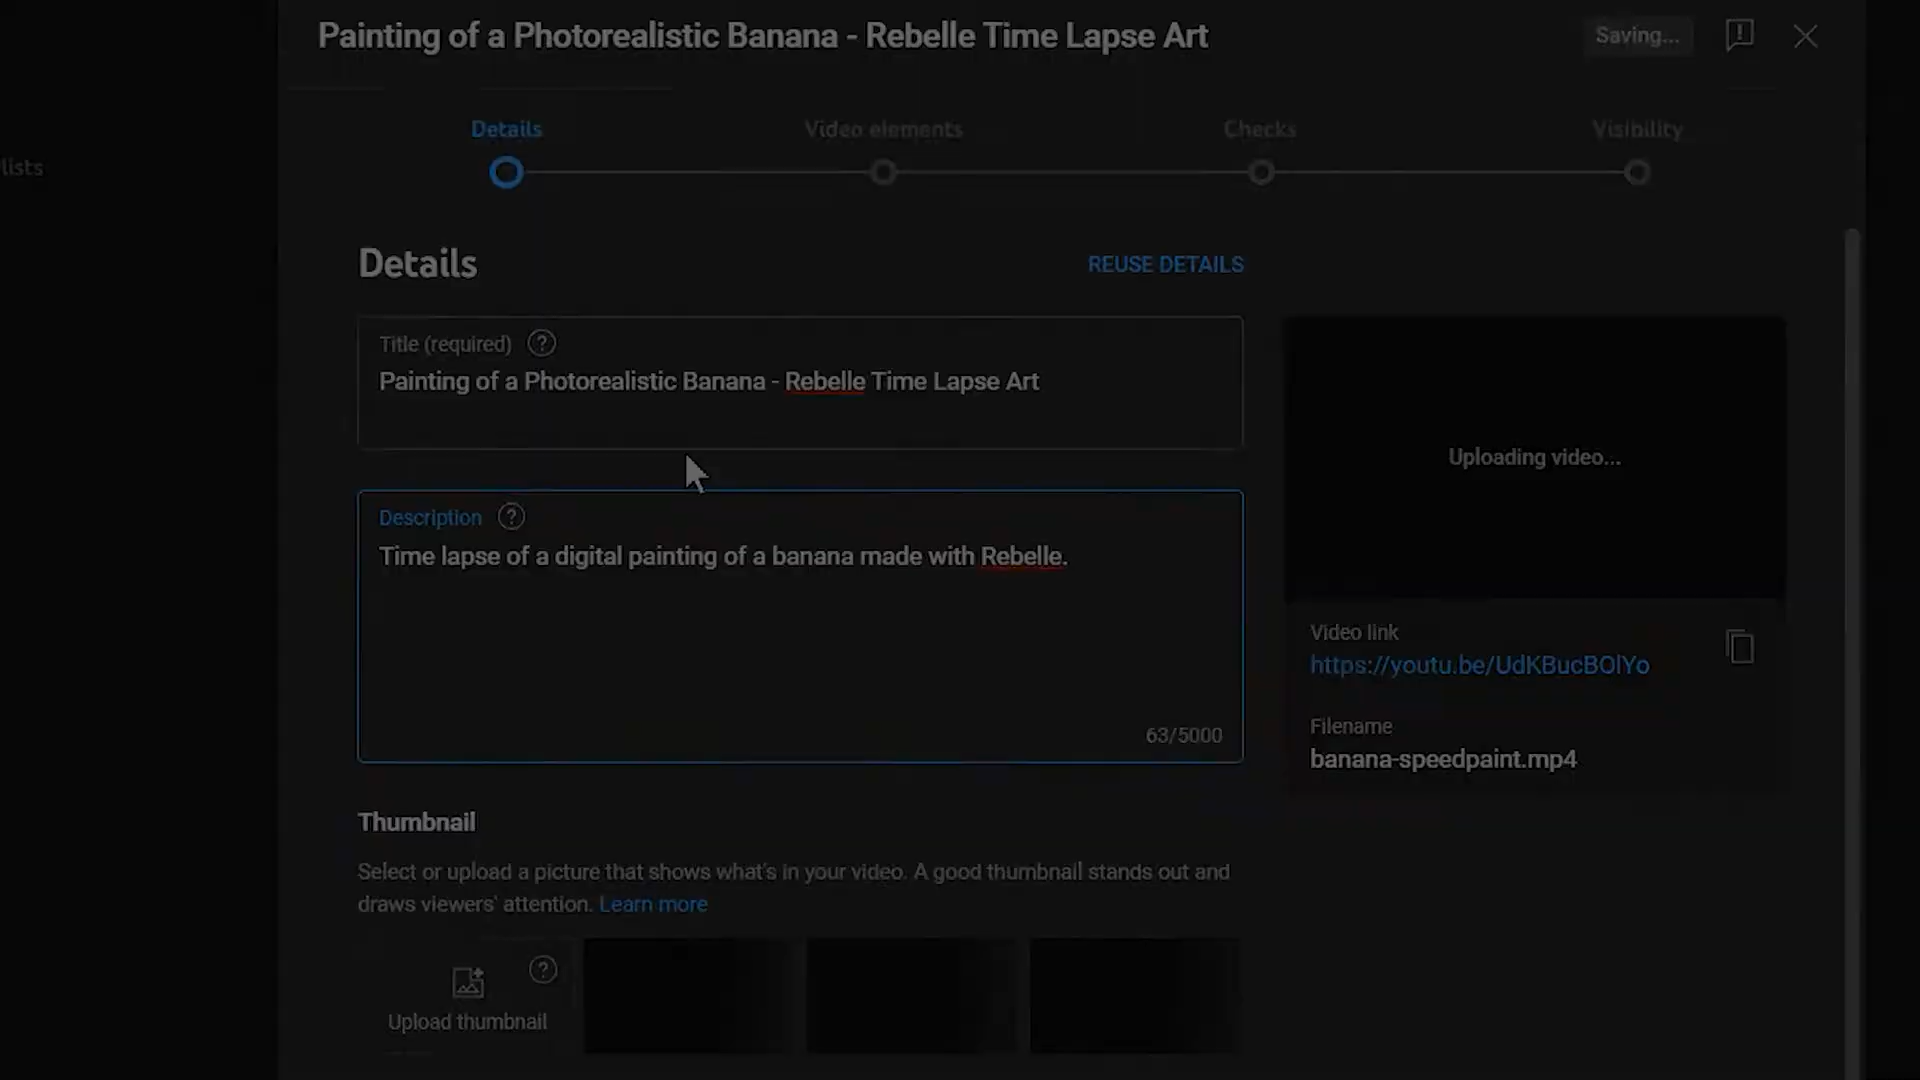 Painting of a Photorealistic Banana - Rebelle Time Lapse Art
Saving...
Details
Video elements
Checks
Visibility
lists
Details
REUSE DETAILS
Title (required)
Painting of a Photorealistic Banana - Rebelle Time Lapse Art
Uploading video...
Description
Time lapse of a digital painting of a banana made with Rebelle.
63/5000
Video link
https://youtu.be/UdKBucBOlYo
Filename
banana-speedpaint.mp4
Thumbnail
Select or upload a picture that shows what's in your video. A good thumbnail stands out and
draws viewers' attention. Learn more
Upload thumbnail